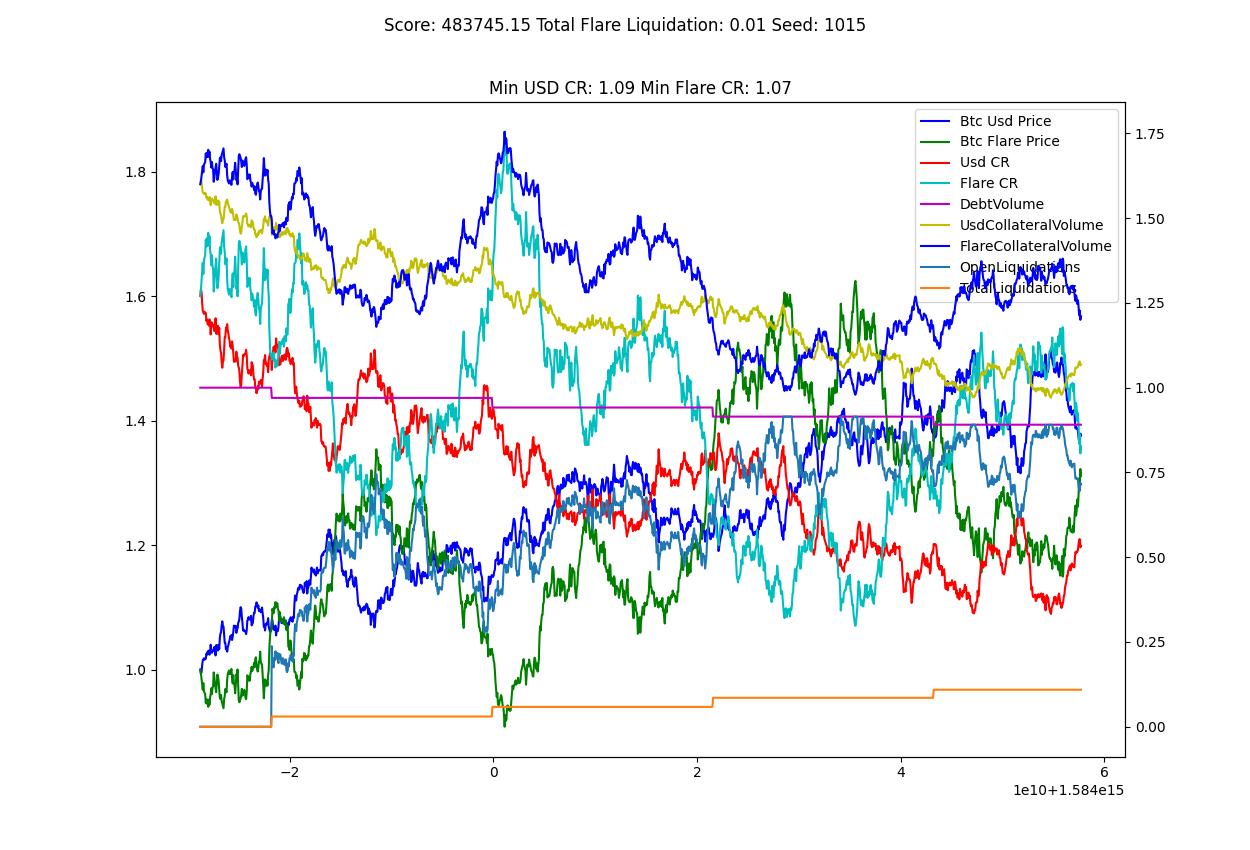 Score: 483745.15 Total Flare Liquidation: 0.01 Seed: 1015
Min USD CR: 1.09 Min Flare CR: 1.07
Btc Usd Price
Btc Flare Price
Usd CR
Flare CR
DebtVolume
UsdCollateralVolume
FlareCollateralVolume
OpenLiquidations
TotalLiquidations
1.8
1.6
1.4
1.2
1.0
1.75
1.50
1.25
1.00
0.75
0.50
0.25
0.00
−2
0
2
4
6
1e10+1.584e15